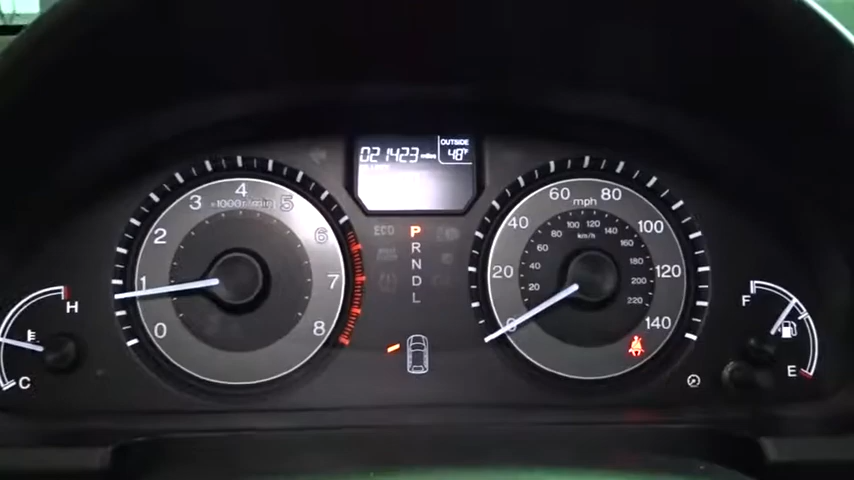 OUTSIDE
021423 miles 48°F
0 1 2 3 4 5 6 7 8
x1000r/min
ECO
P
R
N
D
L
0 20 40 60 80 100 120 140
mph
20 40 60 80 100 120 140 160 180 200 220
km/h
H
C
F
E